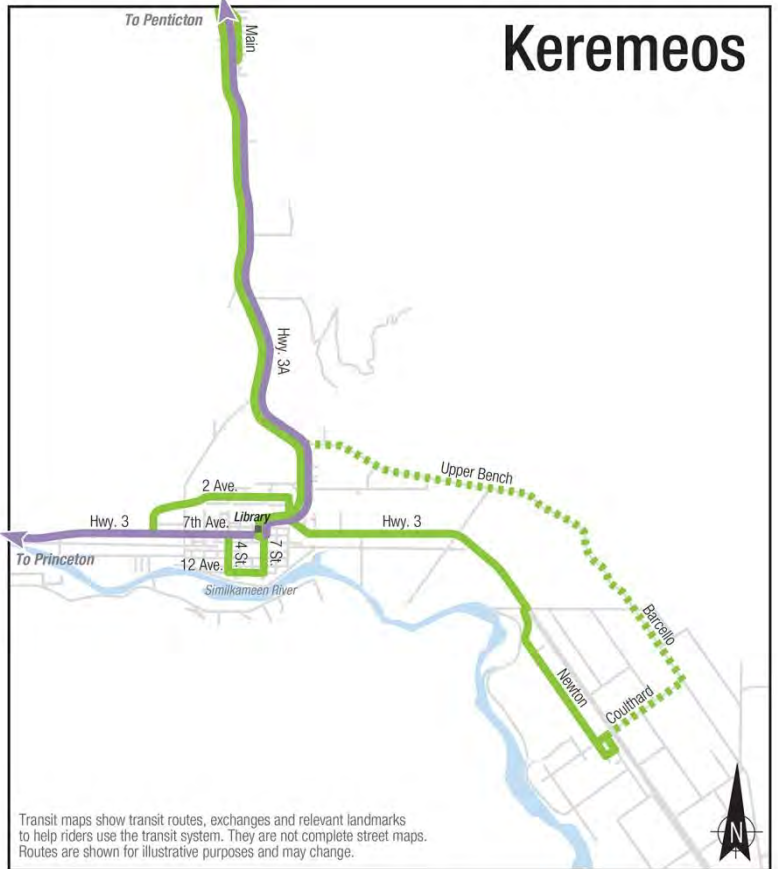 To Penticton
Main
Keremeos
Hwy. 3A
Upper Bench
2 Ave.
Hwy. 3
7th Ave.
Library
Hwy. 3
To Princeton
12 Ave.
4 St.
7 St.
Similkameen River
Barcello
Newton
Coulthard
Transit maps show transit routes, exchanges and relevant landmarks
to help riders use the transit system. They are not complete street maps.
Routes are shown for illustrative purposes and may change.
N